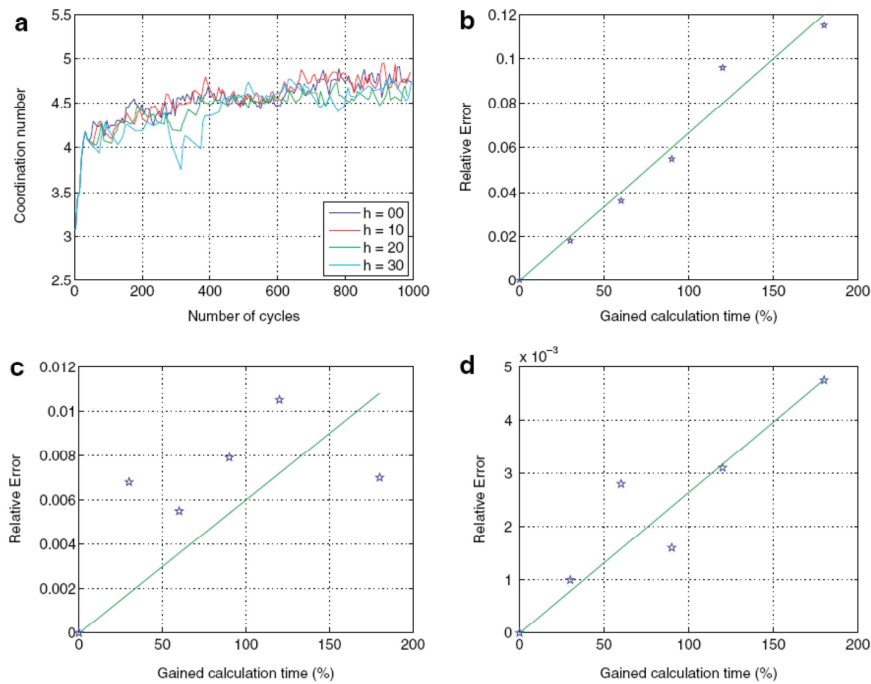 a
5.5
5
4.5
4
3.5
3
2.5
Coordination number
0 200 400 600 800 1000
Number of cycles
h = 00
h = 10
h = 20
h = 30
b
0.12
0.1
0.08
0.06
0.04
0.02
0
Relative Error
0 50 100 150 200
Gained calculation time (%)
c
0.012
0.01
0.008
0.006
0.004
0.002
0
Relative Error
0 50 100 150 200
Gained calculation time (%)
d
x 10⁻³
5
4
3
2
1
0
Relative Error
0 50 100 150 200
Gained calculation time (%)